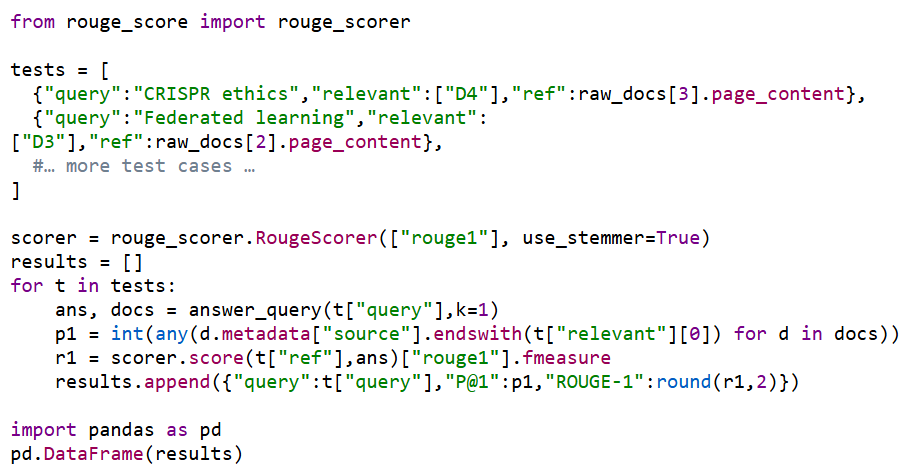 from rouge_score import rouge_scorer

tests = [
  {"query":"CRISPR ethics","relevant":["D4"],"ref":raw_docs[3].page_content},
  {"query":"Federated learning","relevant":
["D3"],"ref":raw_docs[2].page_content},
  #… more test cases …
]

scorer = rouge_scorer.RougeScorer(["rouge1"], use_stemmer=True)
results = []
for t in tests:
    ans, docs = answer_query(t["query"],k=1)
    p1 = int(any(d.metadata["source"].endswith(t["relevant"][0]) for d in docs))
    r1 = scorer.score(t["ref"],ans)["rouge1"].fmeasure
    results.append({"query":t["query"],"P@1":p1,"ROUGE-1":round(r1,2)})

import pandas as pd
pd.DataFrame(results)